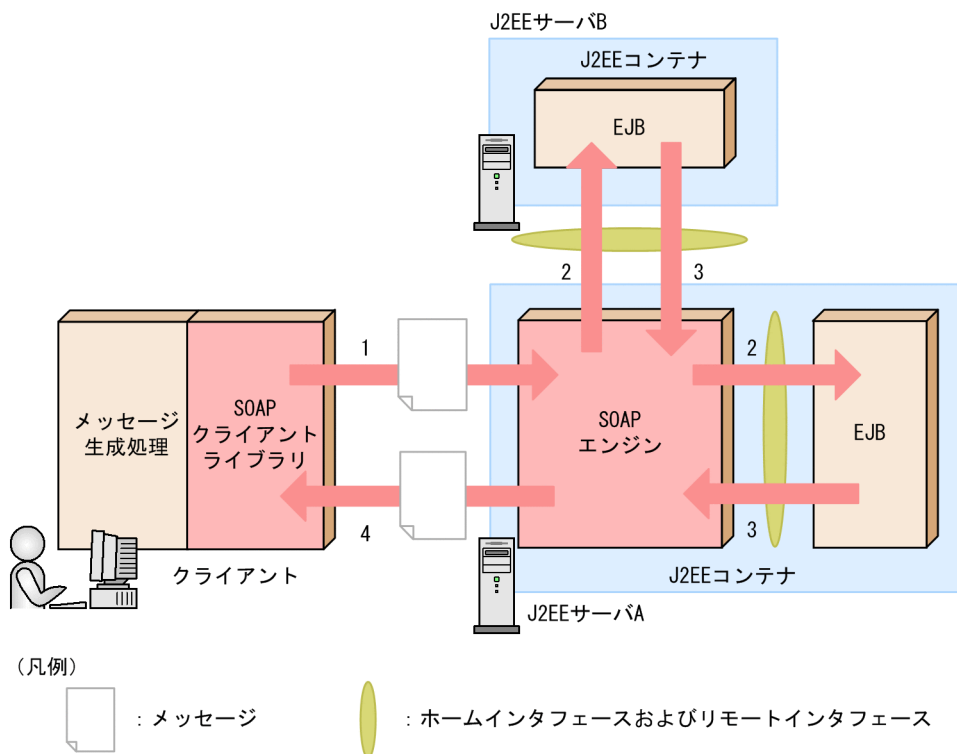 J2EEサーバB
J2EEコンテナ
EJB
2
3
1
2
メッセージ
生成処理
SOAP
クライアント
ライブラリ
SOAP
エンジン
EJB
4
3
クライアント
J2EEコンテナ
J2EEサーバA
(凡例)
:メッセージ
:ホームインタフェースおよびリモートインタフェース